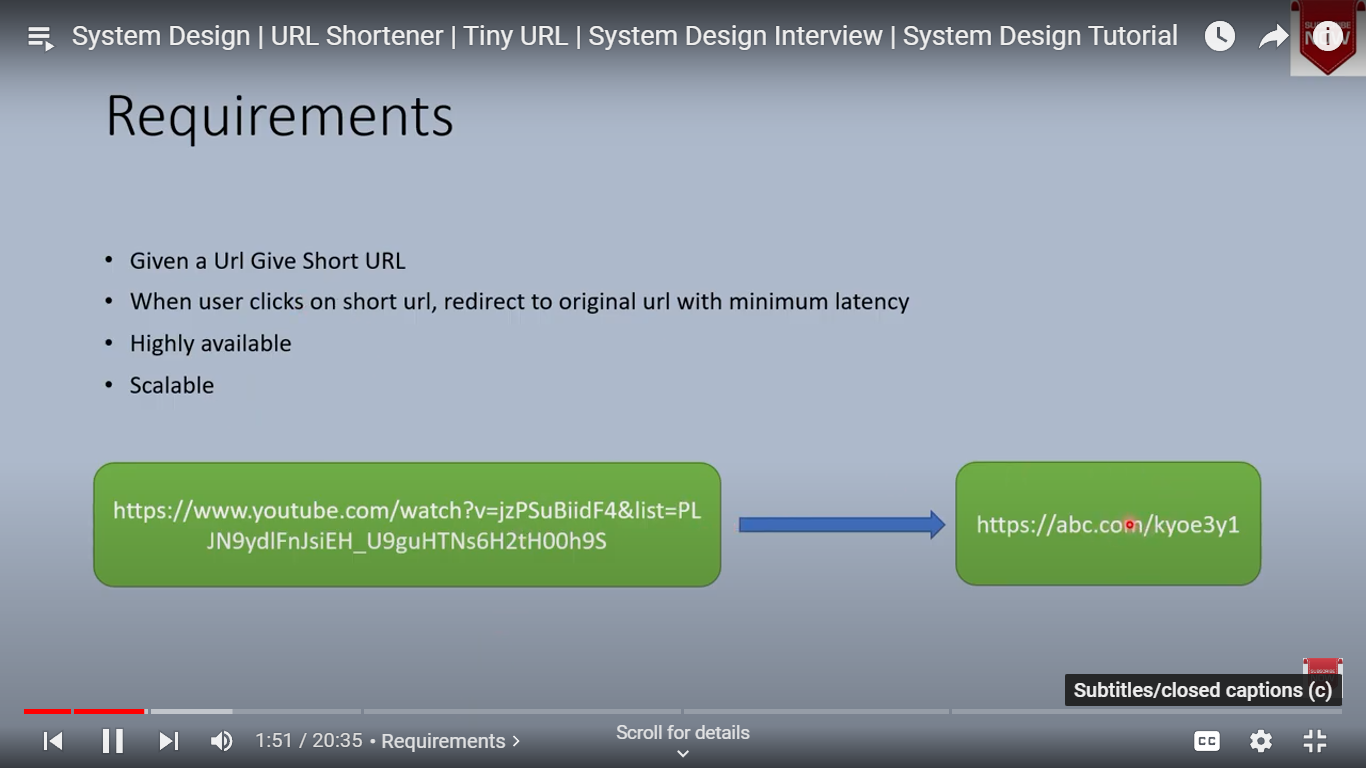 System Design | URL Shortener | Tiny URL | System Design Interview | System Design Tutorial
Requirements
• Given a Url Give Short URL
• When user clicks on short url, redirect to original url with minimum latency
• Highly available
• Scalable
https://www.youtube.com/watch?v=jzPSuBiidF4&list=PL
JN9ydlFnJsiEH_U9guHTNs6H2tH00h9S
https://abc.com/kyoe3y1
Subtitles/closed captions (c)
1:51 / 20:35 • Requirements >
Scroll for details
CC